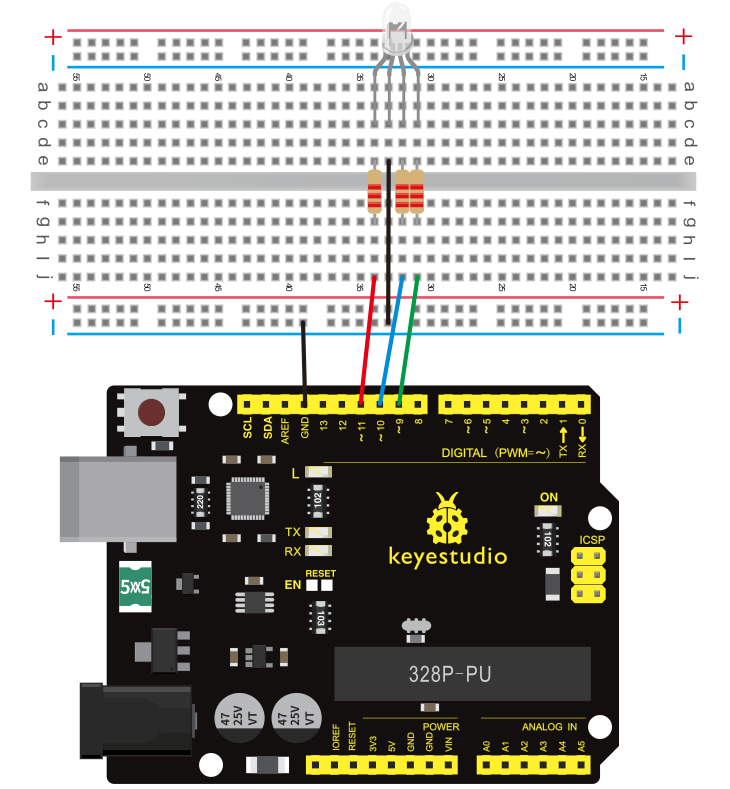 + +
− −
55 50 45 40 35 30 25 20 15
a a
b b
c c
d d
e e
f f
g g
h h
i i
j j
55 50 45 40 35 30 25 20 15
+ +
− −
SCL SDA AREF GND 13 12 ~11 ~10 ~9 8 7 ~6 ~5 4 ~3 2 TX→1 RX←0
DIGITAL (PWM=~)
L
220
102
TX
RX
ON
102
ICSP
keyestudio
5xx5
EN RESET
103
328P-PU
47 25V VT
47 25V VT
POWER
ANALOG IN
IOREF RESET 3V3 5V GND GND VIN A0 A1 A2 A3 A4 A5